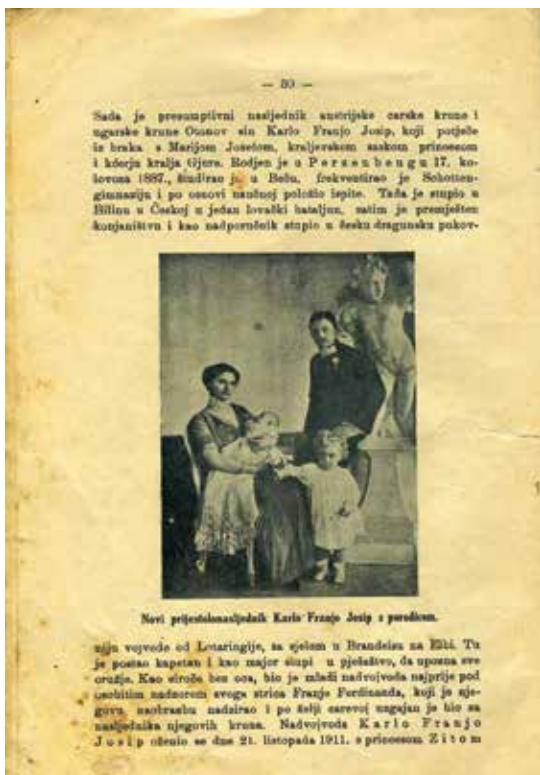 — 30 —
Sada je presumptivni nasljednik austrijske carske krune i
ugarske krune Otonov sin Karlo Franjo Josip, koji potječe
iz braka s Marijom Josefom, kraljevskom saskom princesom
i kćerju kralja Gjure. Rodjen je u Persenbengu 17. ko-
lovoza 1887., študirao je u Beču, frekventirao je Schotten-
gimnaziju i po osnovi naučnoj položio ispite. Tada je stupio u
Bilinu u Českoj u jedan lovački bataljun, zatim je premješten
konjaništvu i kao nadporučnik stupio u česku dragunsku pukov-
Novi prijestolonasljednik Karlo Franjo Josip s porodicom.
niju vojvode od Lotaringije, sa sjelom u Brandeisu na Elbi. Tu
je postao kapetan i kao major stupi u pješaštvo, da upozna sve
oružje. Kao siroče bez oca, bio je mladi nadvojvoda najprije pod
osobitim nadzorom svoga strica Franje Ferdinanda, koji je nje-
govu naobrazbu nadzirao i po želji carevoj uzgajan je bio za
nasljednika njegovih kruna. Nadvojvoda Karlo Franjo
Josip oženio se dne 21. listopada 1911. s princesom Zitom